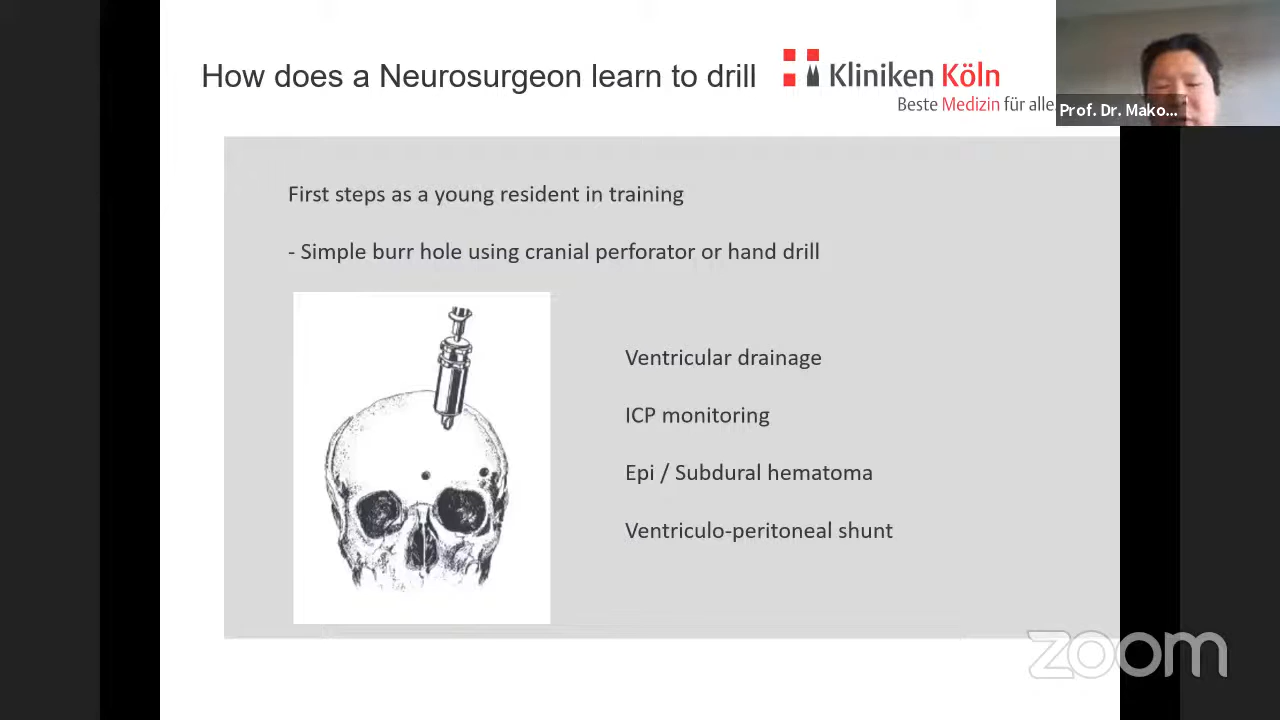 How does a Neurosurgeon learn to drill
Kliniken Köln
Beste Medizin für alle
Prof. Dr. Mako...
First steps as a young resident in training
- Simple burr hole using cranial perforator or hand drill
Ventricular drainage
ICP monitoring
Epi / Subdural hematoma
Ventriculo-peritoneal shunt
zoom